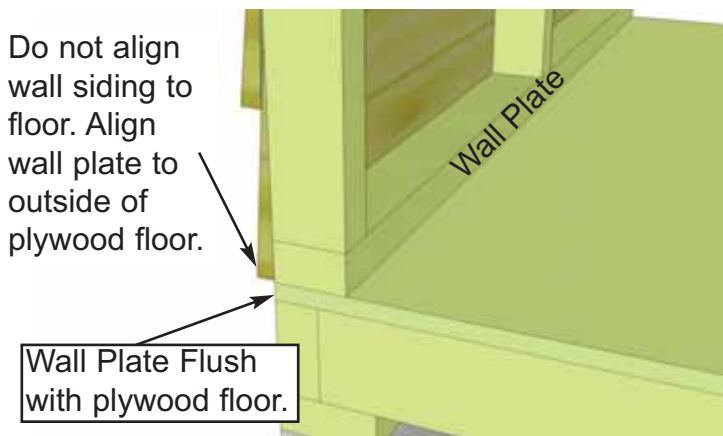 Do not align
wall siding to
floor. Align
wall plate to
outside of
plywood floor.
Wall Plate
Wall Plate Flush
with plywood floor.